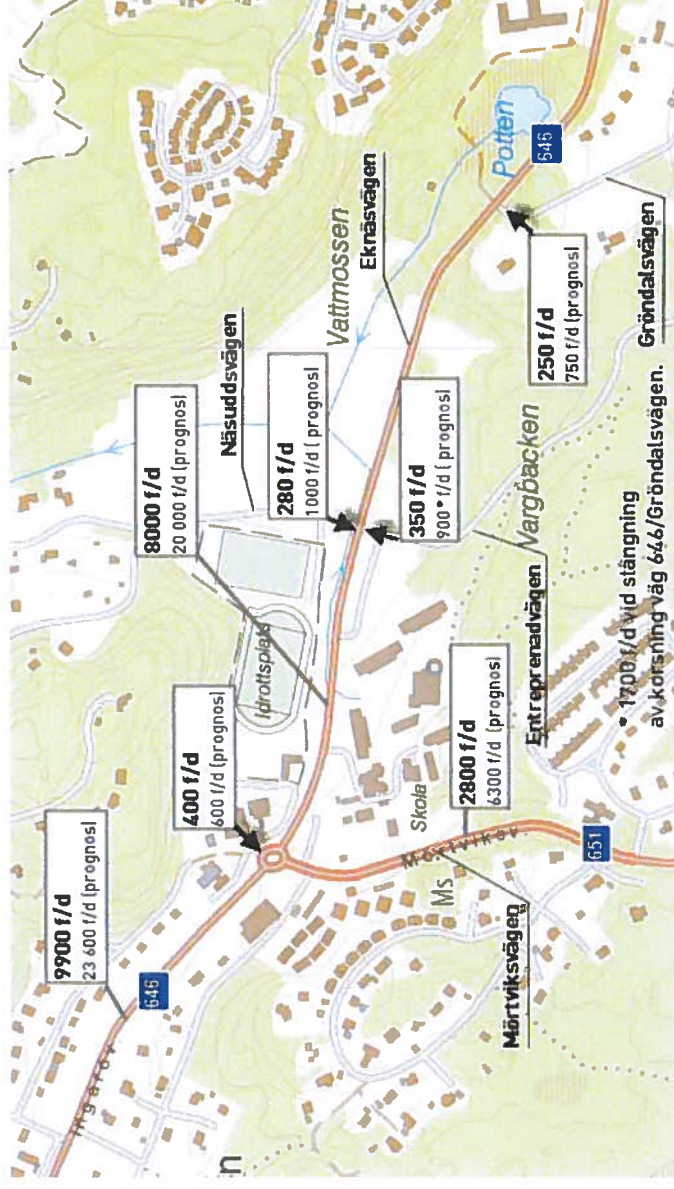 9900 f/d
23 600 f/d (prognos)
646
400 f/d
600 f/d (prognos)
8000 f/d
20 000 f/d (prognos)
Näsuddsvägen
Idrottsplats
280 f/d
1000 f/d ( prognos)
Vattmossen
Eknäsvägen
350 f/d
900* f/d ( prognos)
Potten
646
250 f/d
750 f/d (prognos)
Gröndalsvägen
Vargbacken
Entreprenadvägen
Skola
2800 f/d
6300 f/d (prognos)
Ms
Mörtviksvägen
651
* 1700 f/d vid stängning
av korsning väg 646/Gröndalsvägen.
n
F